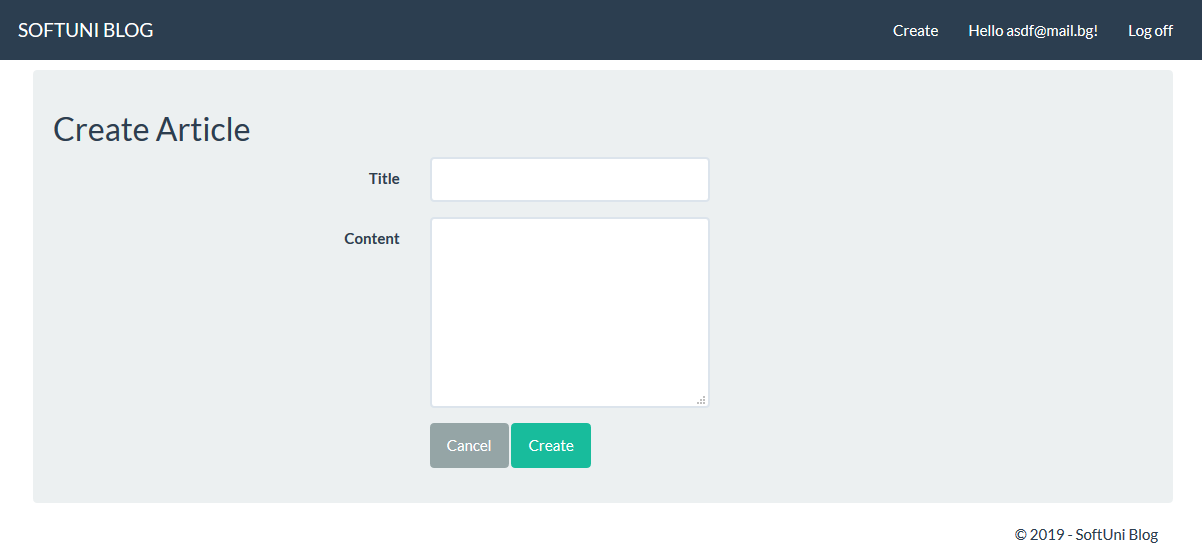 SOFTUNI BLOG Create Hello asdf@mail.bg! Log off
Create Article
Title
Content
Cancel Create
© 2019 - SoftUni Blog